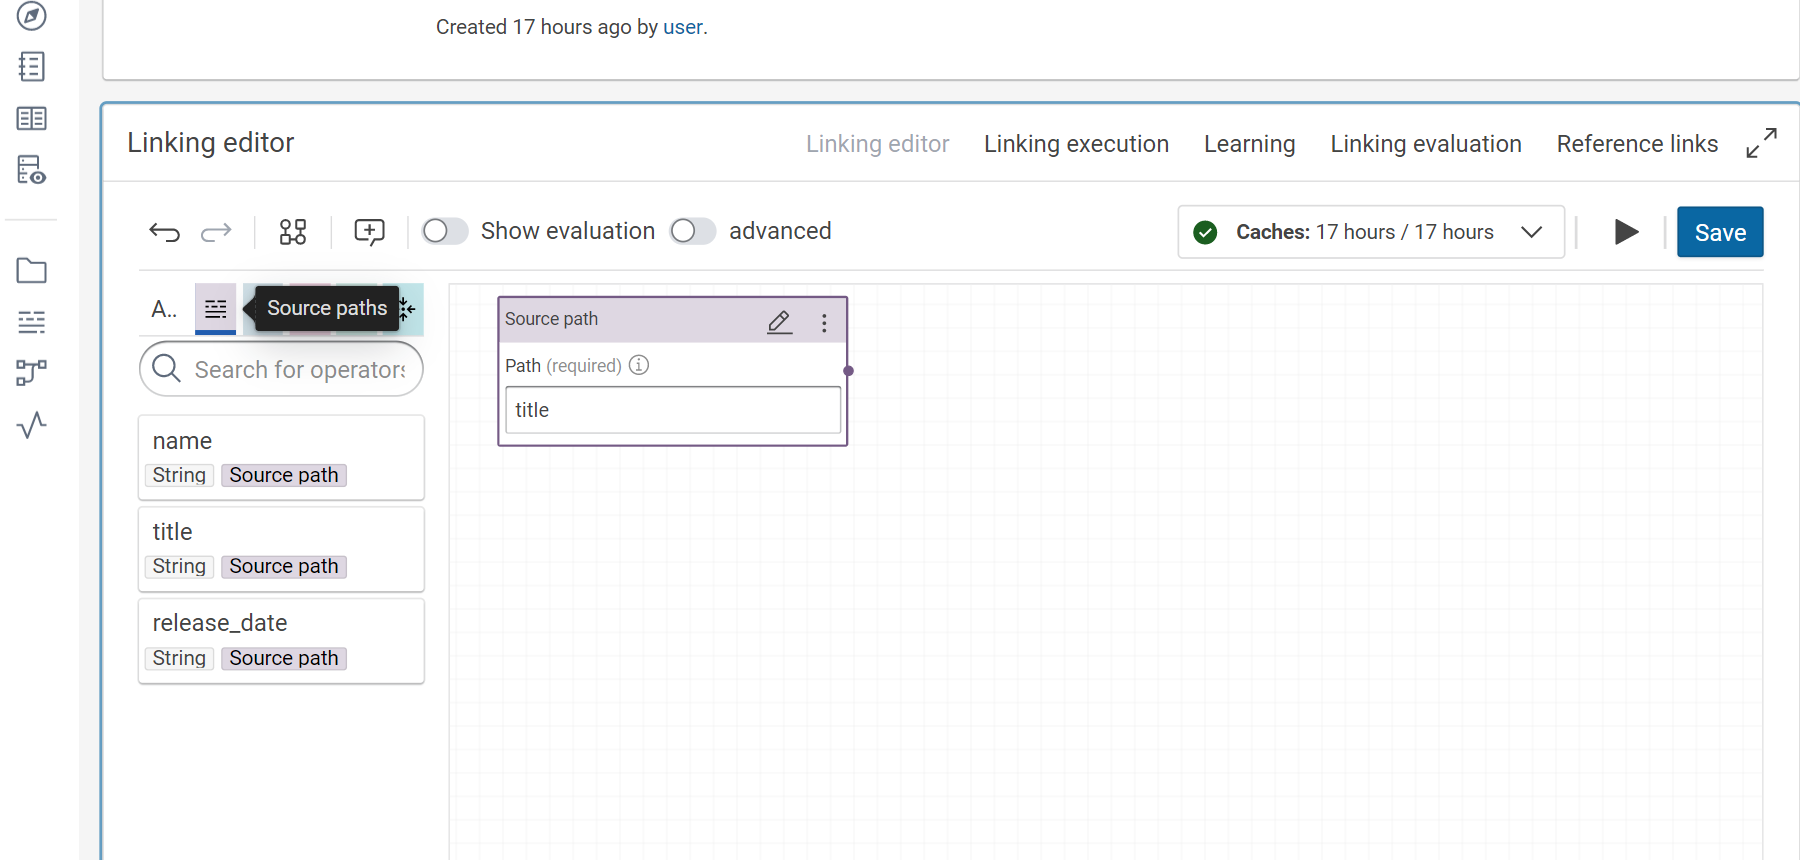 Created 17 hours ago by user.
Linking editor
Linking editor Linking execution Learning Linking evaluation Reference links
Show evaluation advanced Caches: 17 hours / 17 hours Save
A.. Source paths
Search for operators
name
String Source path
title
String Source path
release_date
String Source path
Source path
Path (required)
title